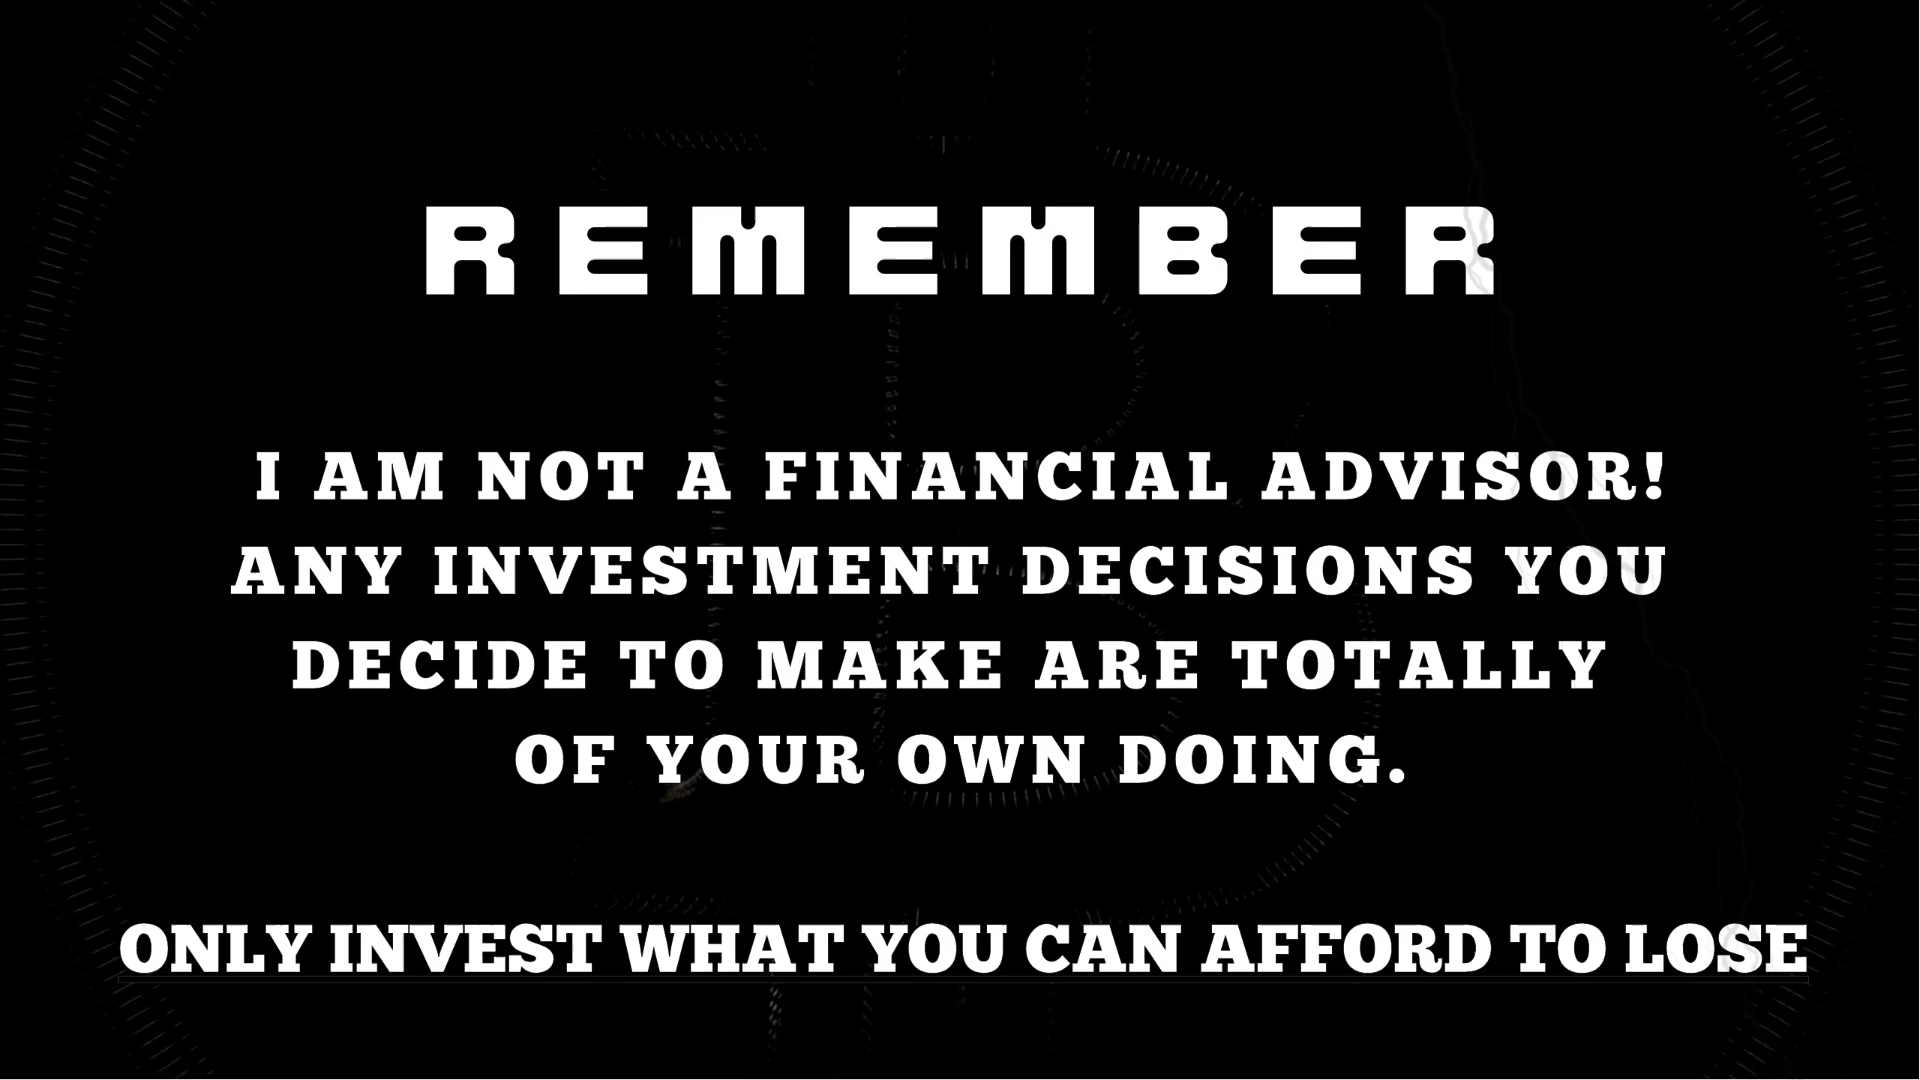 REMEMBER
I AM NOT A FINANCIAL ADVISOR!
ANY INVESTMENT DECISIONS YOU
DECIDE TO MAKE ARE TOTALLY
OF YOUR OWN DOING.
ONLY INVEST WHAT YOU CAN AFFORD TO LOSE